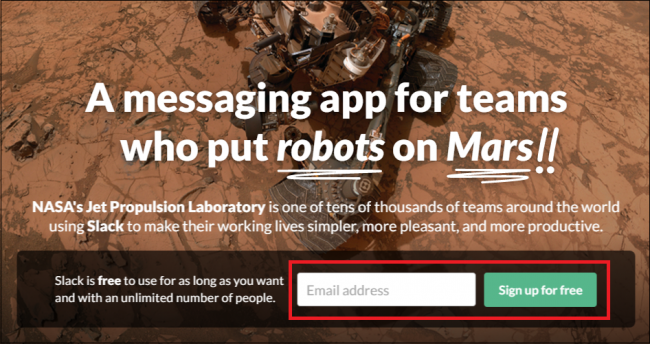 A messaging app for teams
who put robots on Mars!!
NASA's Jet Propulsion Laboratory is one of tens of thousands of teams around the world
using Slack to make their working lives simpler, more pleasant, and more productive.
Slack is free to use for as long as you want
and with an unlimited number of people.
Email address
Sign up for free